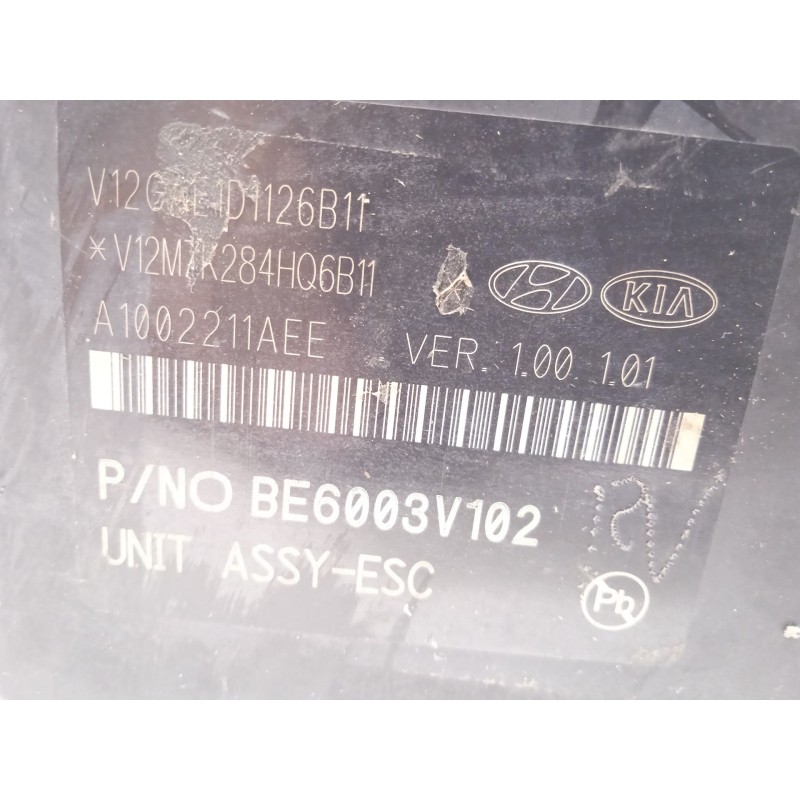 *V12M7K284HQ6B11
KIA
A1002211AEE VER. 1.00 1.01
P/NO BE6003V102
UNIT ASSY-ESC
Pb